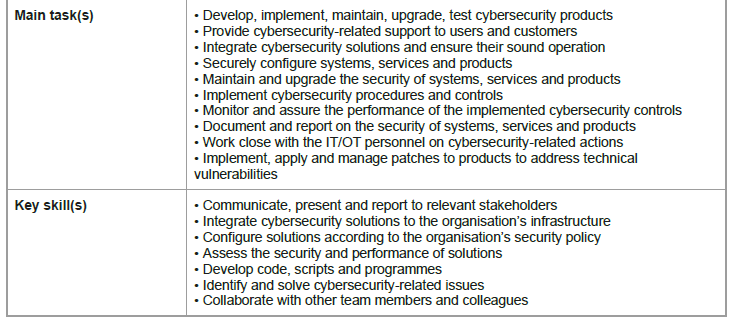 Main task(s)
• Develop, implement, maintain, upgrade, test cybersecurity products
• Provide cybersecurity-related support to users and customers
• Integrate cybersecurity solutions and ensure their sound operation
• Securely configure systems, services and products
• Maintain and upgrade the security of systems, services and products
• Implement cybersecurity procedures and controls
• Monitor and assure the performance of the implemented cybersecurity controls
• Document and report on the security of systems, services and products
• Work close with the IT/OT personnel on cybersecurity-related actions
• Implement, apply and manage patches to products to address technical
vulnerabilities
Key skill(s)
• Communicate, present and report to relevant stakeholders
• Integrate cybersecurity solutions to the organisation's infrastructure
• Configure solutions according to the organisation's security policy
• Assess the security and performance of solutions
• Develop code, scripts and programmes
• Identify and solve cybersecurity-related issues
• Collaborate with other team members and colleagues